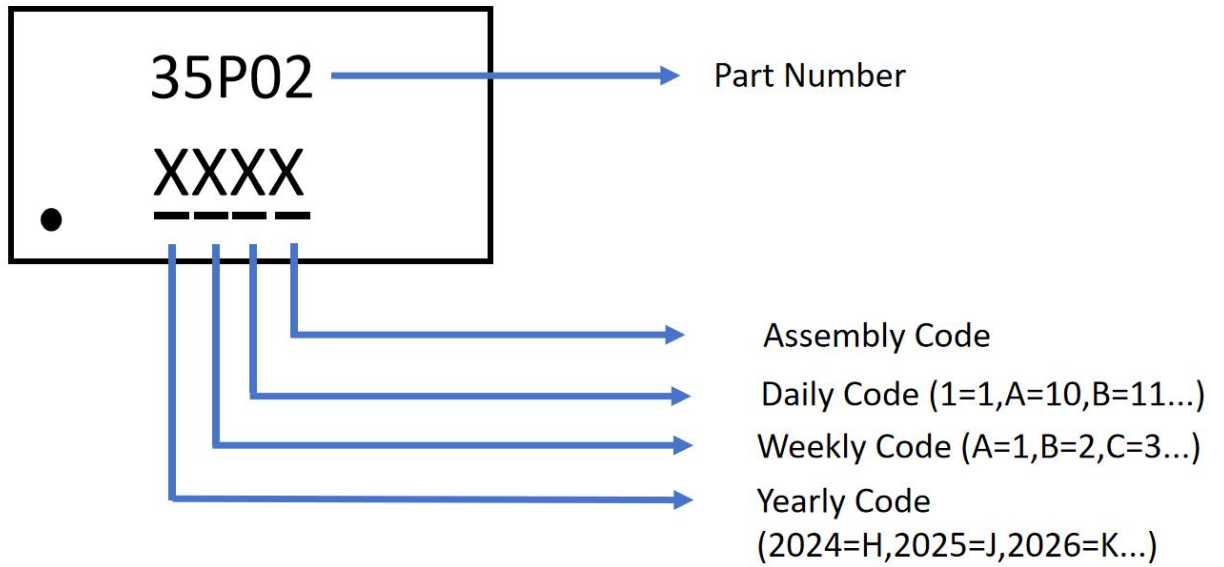 35P02
Part Number
XXXX
Assembly Code
Daily Code (1=1,A=10,B=11...)
Weekly Code (A=1,B=2,C=3...)
Yearly Code
(2024=H,2025=J,2026=K...)